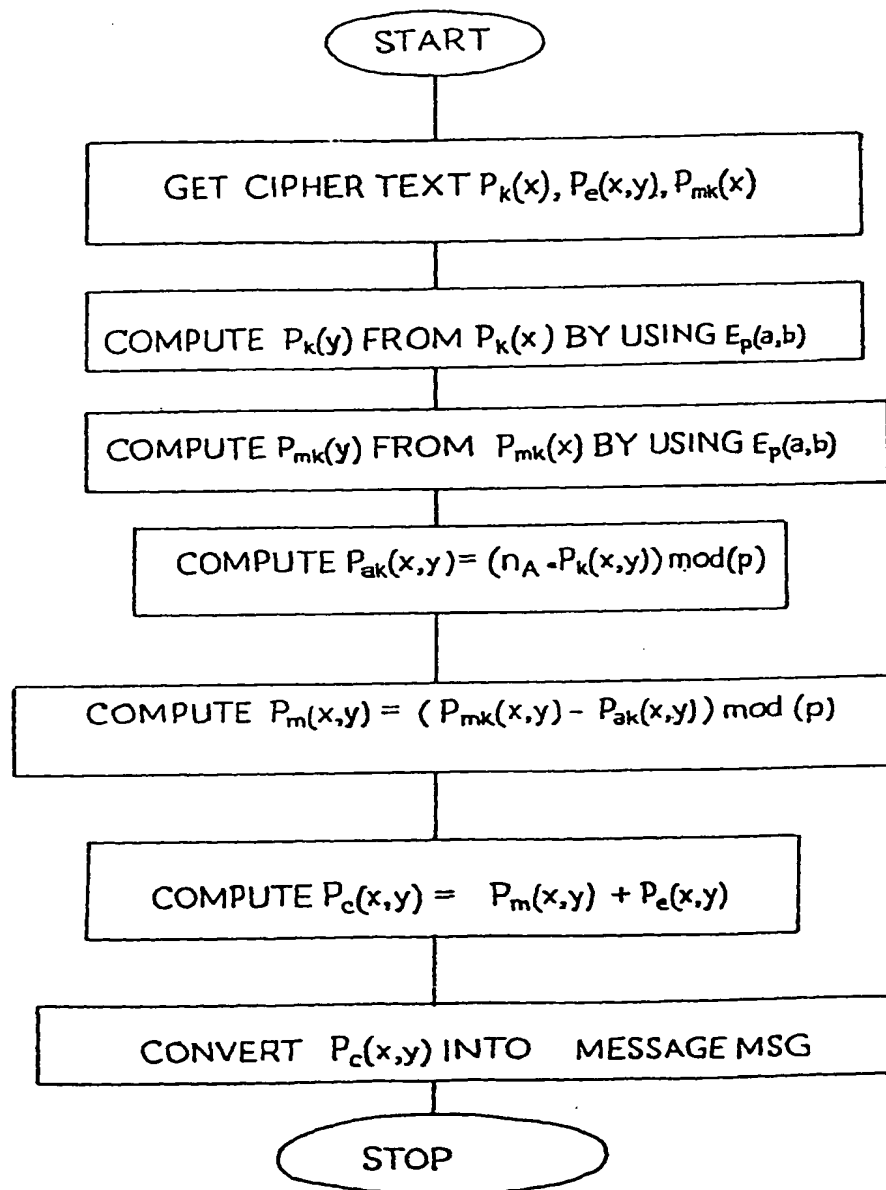 START
GET CIPHER TEXT Pk(x), Pe(x,y), Pmk(x)
COMPUTE Pk(y) FROM Pk(x) BY USING Ep(a,b)
COMPUTE Pmk(y) FROM Pmk(x) BY USING Ep(a,b)
COMPUTE Pak(x,y) = (nA - Pk(x,y)) mod(p)
COMPUTE Pm(x,y) = (Pmk(x,y) - Pak(x,y)) mod (p)
COMPUTE Pc(x,y) = Pm(x,y) + Pe(x,y)
CONVERT Pc(x,y) INTO MESSAGE MSG
STOP